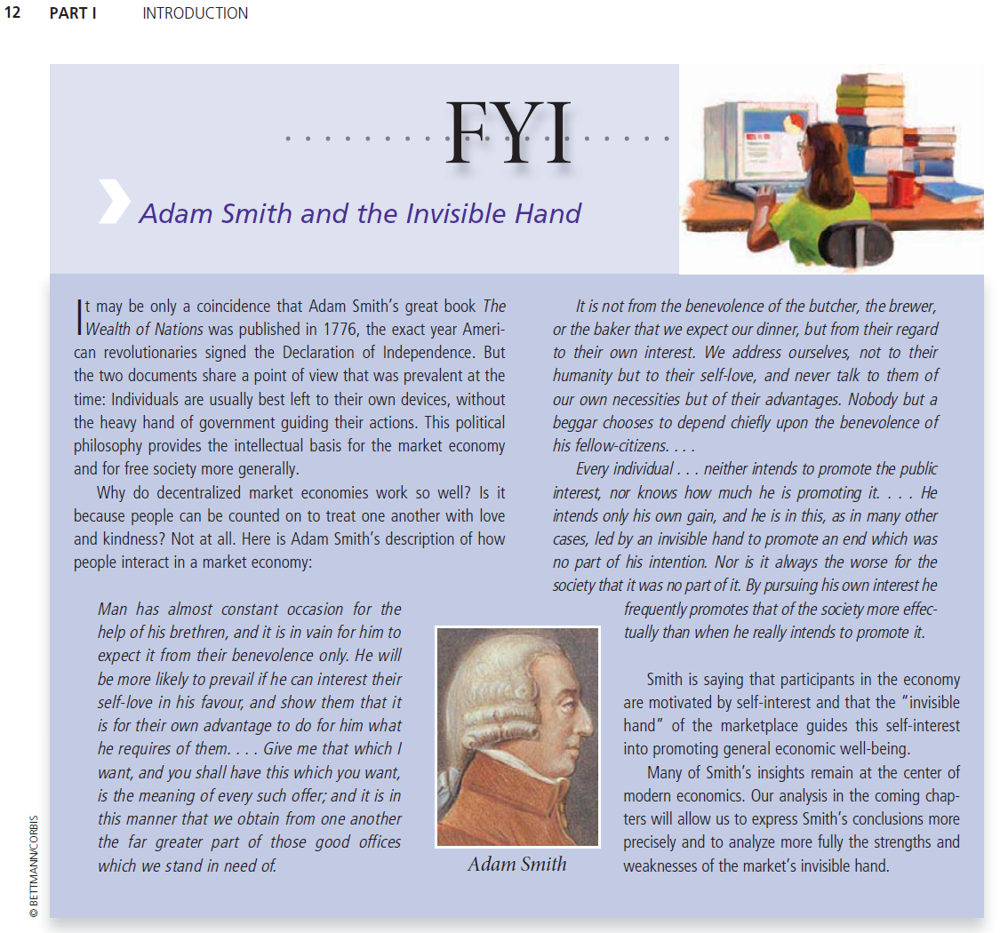 12 PART I INTRODUCTION
FYI
Adam Smith and the Invisible Hand
It may be only a coincidence that Adam Smith’s great book The
Wealth of Nations was published in 1776, the exact year Ameri-
can revolutionaries signed the Declaration of Independence. But
the two documents share a point of view that was prevalent at the
time: Individuals are usually best left to their own devices, without
the heavy hand of government guiding their actions. This political
philosophy provides the intellectual basis for the market economy
and for free society more generally.
Why do decentralized market economies work so well? Is it
because people can be counted on to treat one another with love
and kindness? Not at all. Here is Adam Smith’s description of how
people interact in a market economy:
Man has almost constant occasion for the
help of his brethren, and it is in vain for him to
expect it from their benevolence only. He will
be more likely to prevail if he can interest their
self-love in his favour, and show them that it
is for their own advantage to do for him what
he requires of them. . . . Give me that which I
want, and you shall have this which you want,
is the meaning of every such offer; and it is in
this manner that we obtain from one another
the far greater part of those good offices
which we stand in need of.
It is not from the benevolence of the butcher, the brewer,
or the baker that we expect our dinner, but from their regard
to their own interest. We address ourselves, not to their
humanity but to their self-love, and never talk to them of
our own necessities but of their advantages. Nobody but a
beggar chooses to depend chiefly upon the benevolence of
his fellow-citizens. . . .
Every individual . . . neither intends to promote the public
interest, nor knows how much he is promoting it. . . . He
intends only his own gain, and he is in this, as in many other
cases, led by an invisible hand to promote an end which was
no part of his intention. Nor is it always the worse for the
society that it was no part of it. By pursuing his own interest he
frequently promotes that of the society more effec-
tually than when he really intends to promote it.
Smith is saying that participants in the economy
are motivated by self-interest and that the “invisible
hand” of the marketplace guides this self-interest
into promoting general economic well-being.
Many of Smith’s insights remain at the center of
modern economics. Our analysis in the coming chap-
ters will allow us to express Smith’s conclusions more
precisely and to analyze more fully the strengths and
weaknesses of the market’s invisible hand.
Adam Smith
© BETTMANN/CORBIS